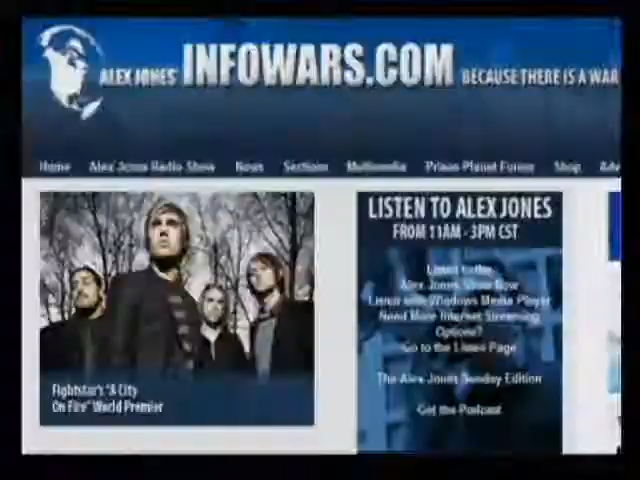 ALEX JONES' INFOWARS.COM BECAUSE THERE IS A WAR
Home Alex Jones Radio Show News Sections Multimedia Prison Planet Forum Shop Adv
LISTEN TO ALEX JONES
FROM 11AM - 3PM CST
Listen to the
Alex Jones Show Now
Listen with Windows Media Player
Need More Internet Streaming
Options?
Go to the Listen Page
The Alex Jones Sunday Edition
Get the Podcast
Fightstar's "A City
On Fire" World Premier